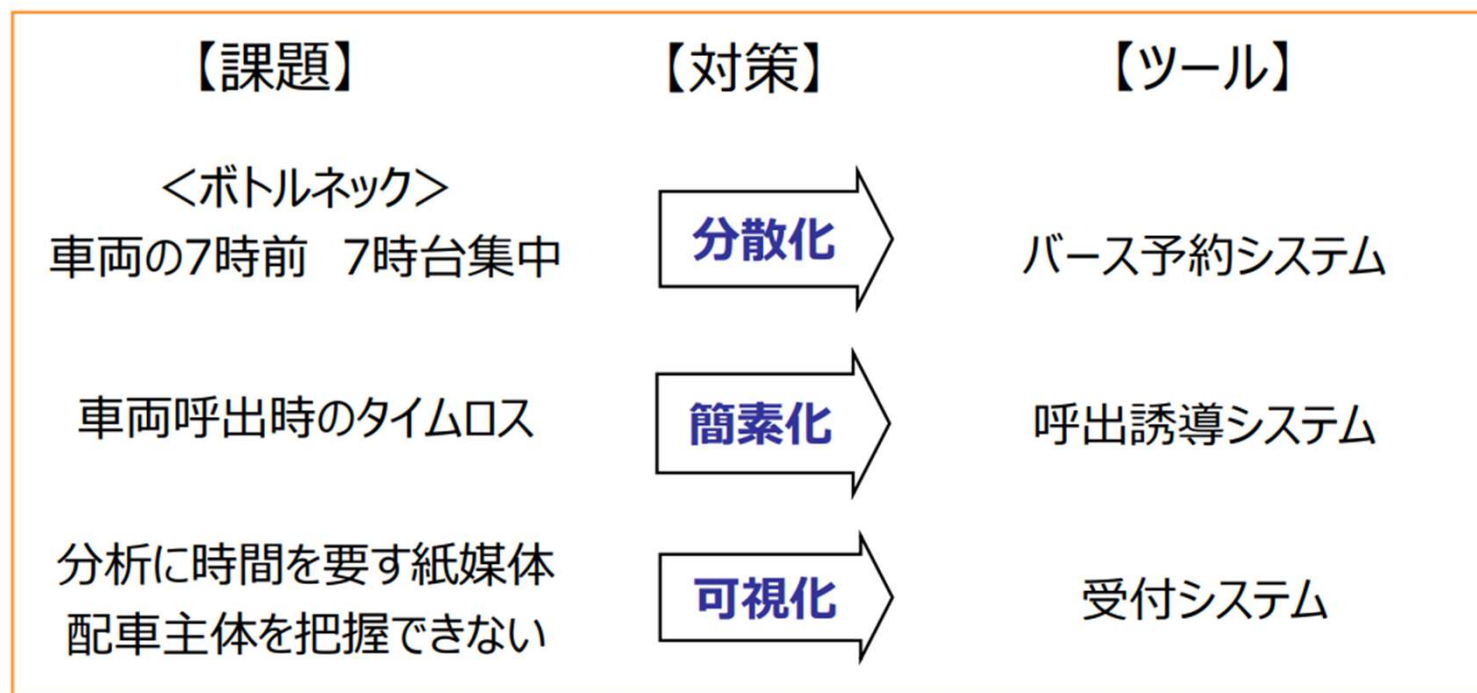 【課題】 【対策】 【ツール】
＜ボトルネック＞
車両の7時前　7時台集中 分散化 バース予約システム
車両呼出時のタイムロス 簡素化 呼出誘導システム
分析に時間を要す紙媒体
配車主体を把握できない 可視化 受付システム